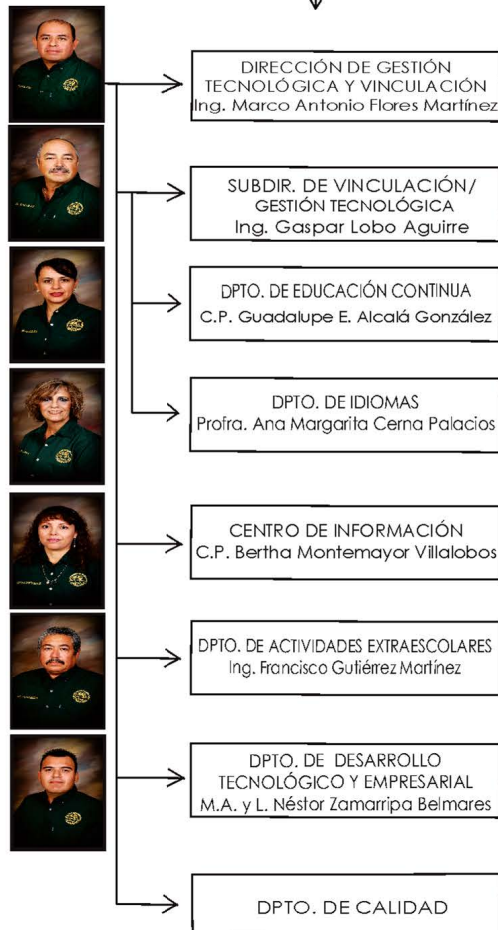 DIRECCIÓN DE GESTIÓN
TECNOLÓGICA Y VINCULACIÓN
Ing. Marco Antonio Flores Martínez
SUBDIR. DE VINCULACIÓN/
GESTIÓN TECNOLÓGICA
Ing. Gaspar Lobo Aguirre
DPTO. DE EDUCACIÓN CONTINUA
C.P. Guadalupe E. Alcalá González
DPTO. DE IDIOMAS
Profra. Ana Margarita Cerna Palacios
CENTRO DE INFORMACIÓN
C.P. Bertha Montemayor Villalobos
DPTO. DE ACTIVIDADES EXTRAESCOLARES
Ing. Francisco Gutiérrez Martínez
DPTO. DE DESARROLLO
TECNOLÓGICO Y EMPRESARIAL
M.A. y L. Néstor Zamarripa Belmares
DPTO. DE CALIDAD